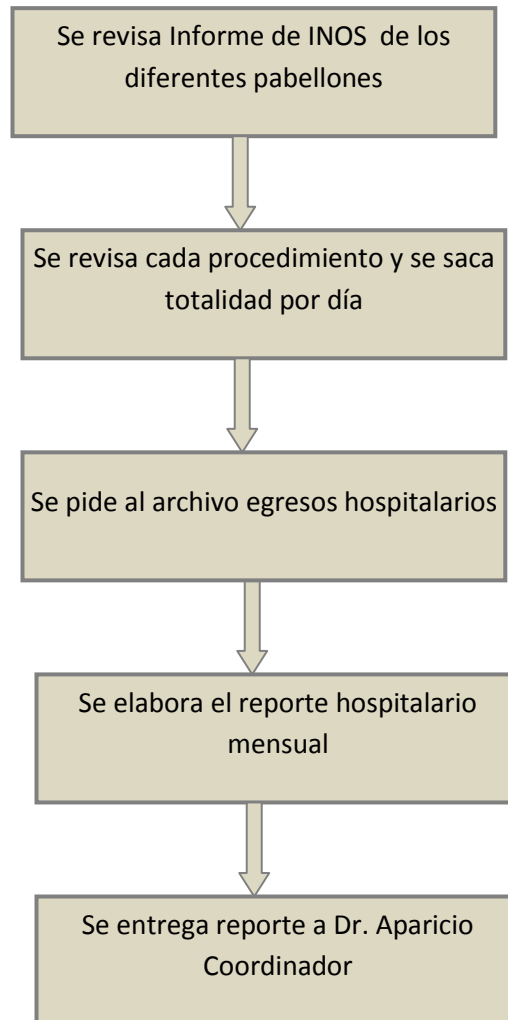 Se revisa Informe de INOS de los
diferentes pabellones
Se revisa cada procedimiento y se saca
totalidad por día
Se pide al archivo egresos hospitalarios
Se elabora el reporte hospitalario
mensual
Se entrega reporte a Dr. Aparicio
Coordinador